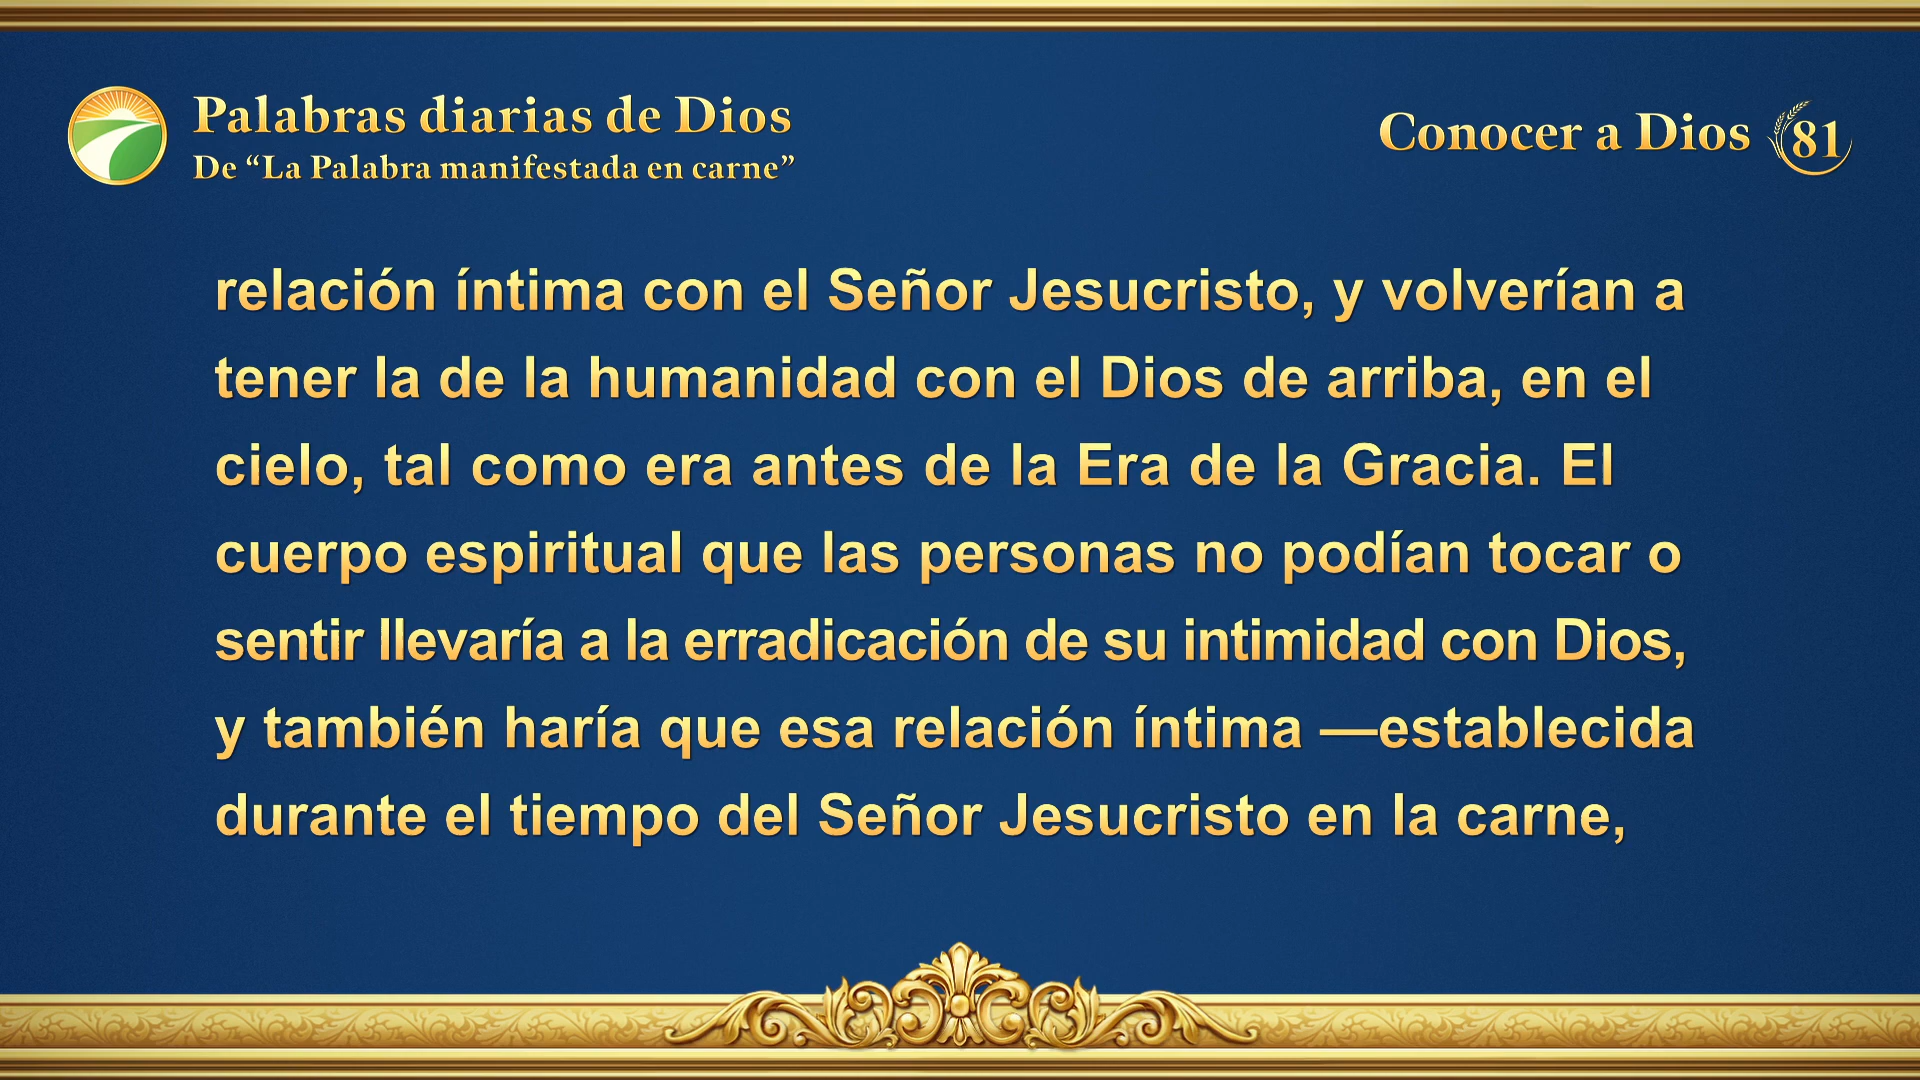 Palabras diarias de Dios
De “La Palabra manifestada en carne”
Conocer a Dios 81
relación íntima con el Señor Jesucristo, y volverían a
tener la de la humanidad con el Dios de arriba, en el
cielo, tal como era antes de la Era de la Gracia. El
cuerpo espiritual que las personas no podían tocar o
sentir llevaría a la erradicación de su intimidad con Dios,
y también haría que esa relación íntima —establecida
durante el tiempo del Señor Jesucristo en la carne,